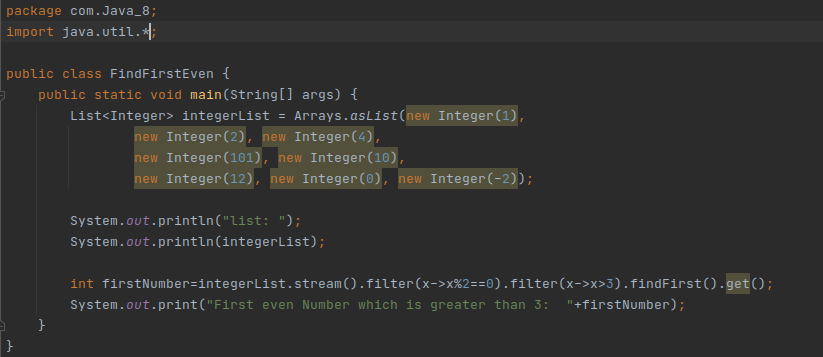 package com.Java_8;
import java.util.*;
public class FindFirstEven {
public static void main(String[] args) {
List<Integer> integerList = Arrays.asList(new Integer(1),
new Integer(2), new Integer(4),
new Integer(101), new Integer(10),
new Integer(12), new Integer(0), new Integer(-2));
System.out.println("list: ");
System.out.println(integerList);
int firstNumber=integerList.stream().filter(x->x%2==0).filter(x->x>3).findFirst().get();
System.out.print("First even Number which is greater than 3:  "+firstNumber);
}
}